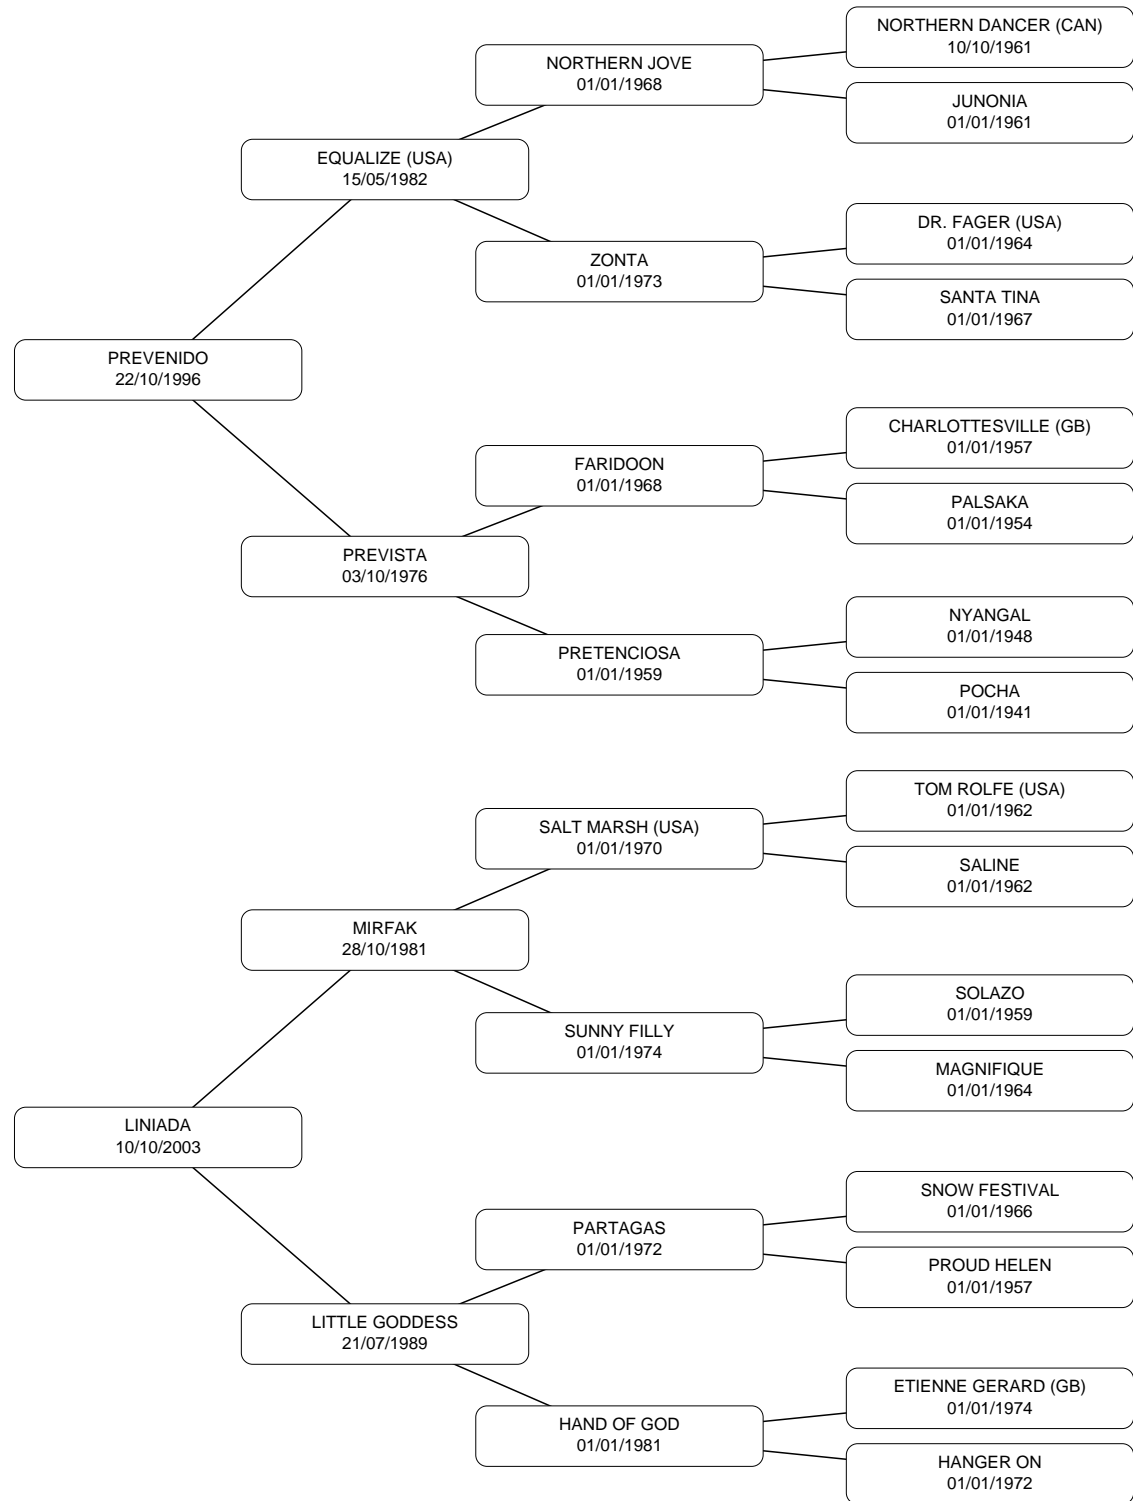 NORTHERN DANCER (CAN)
10/10/1961
NORTHERN JOVE
01/01/1968
JUNONIA
01/01/1961
EQUALIZE (USA)
15/05/1982
DR. FAGER (USA)
01/01/1964
ZONTA
01/01/1973
SANTA TINA
01/01/1967
PREVENIDO
22/10/1996
CHARLOTTESVILLE (GB)
01/01/1957
FARIDOON
01/01/1968
PALSAKA
01/01/1954
PREVISTA
03/10/1976
NYANGAL
01/01/1948
PRETENCIOSA
01/01/1959
POCHA
01/01/1941
TOM ROLFE (USA)
01/01/1962
SALT MARSH (USA)
01/01/1970
SALINE
01/01/1962
MIRFAK
28/10/1981
SOLAZO
01/01/1959
SUNNY FILLY
01/01/1974
MAGNIFIQUE
01/01/1964
LINIADA
10/10/2003
SNOW FESTIVAL
01/01/1966
PARTAGAS
01/01/1972
PROUD HELEN
01/01/1957
LITTLE GODDESS
21/07/1989
ETIENNE GERARD (GB)
01/01/1974
HAND OF GOD
01/01/1981
HANGER ON
01/01/1972